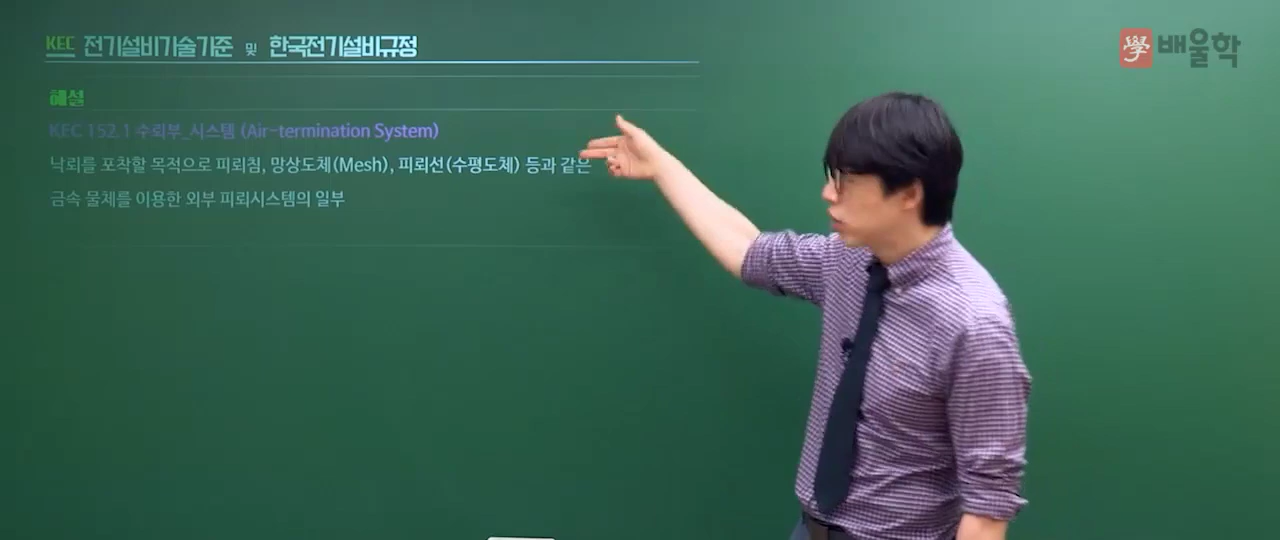 KEC 전기설비기술기준 및 한국전기설비규정
學 배울학
해설
KEC 152.1 수뢰부 시스템 (Air-termination System)
낙뢰를 포착할 목적으로 피뢰침, 망상도체(Mesh), 피뢰선(수평도체) 등과 같은
금속 물체를 이용한 외부 피뢰시스템의 일부